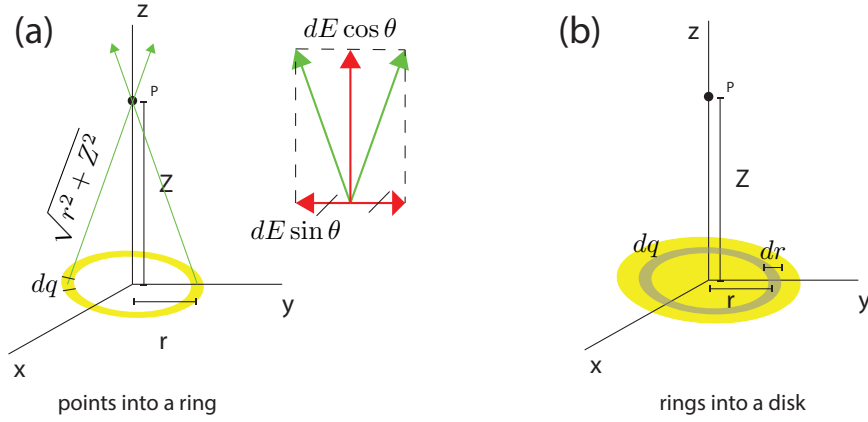 (a)
z
dE cos θ
P
√r² + Z²
Z
dE sin θ
dq
y
r
x
points into a ring
(b)
z
P
Z
dq
dr
r
y
x
rings into a disk